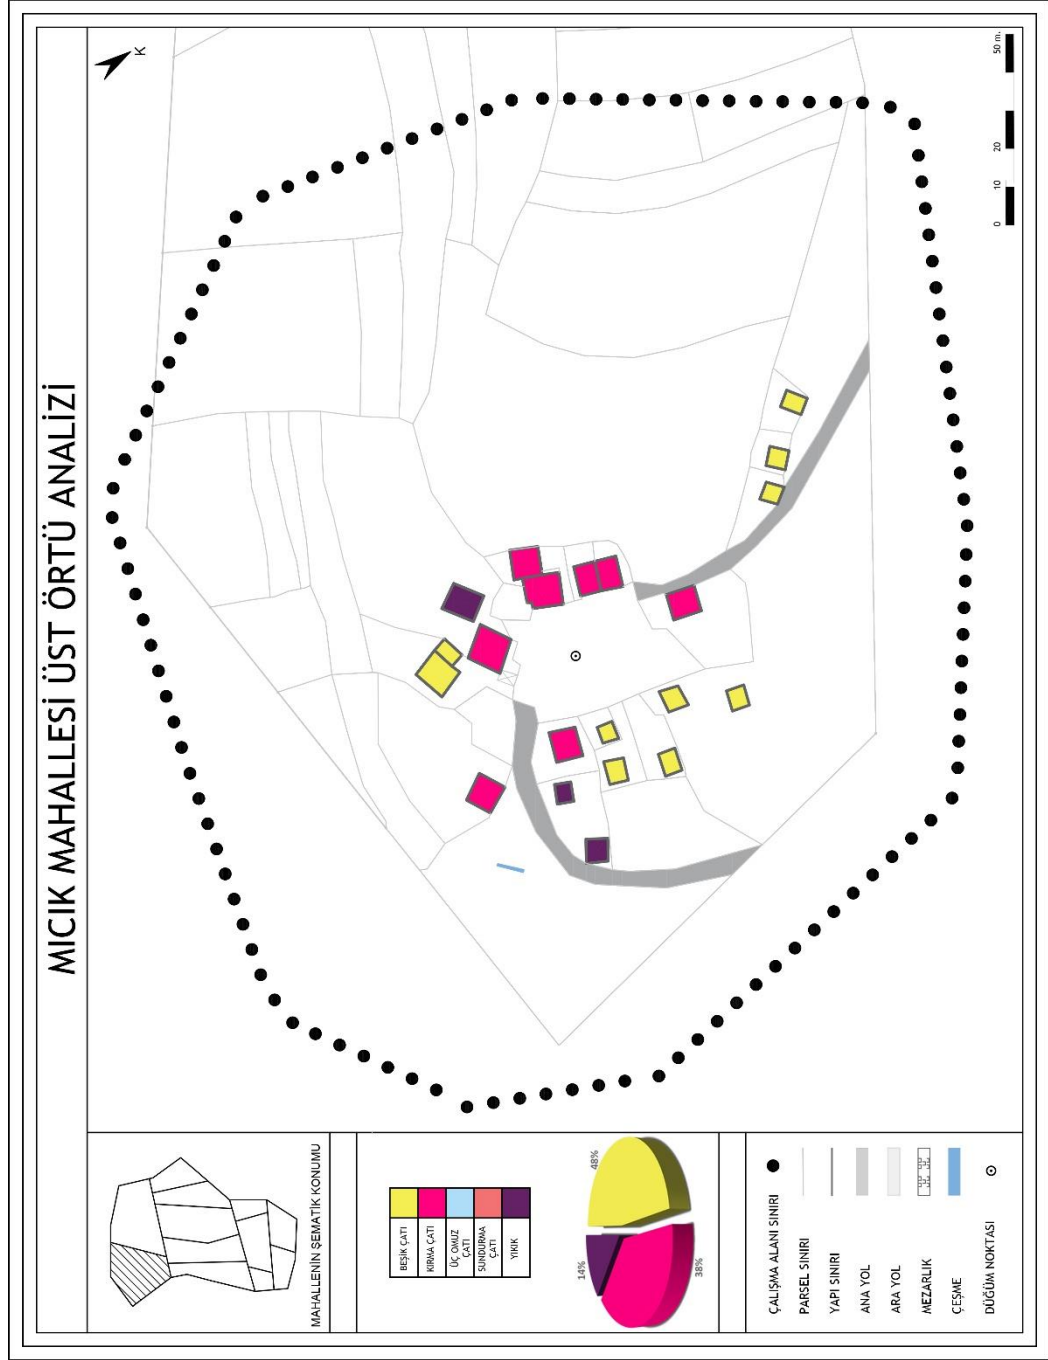 MICIK MAHALLESİ ÜST ÖRTÜ ANALİZİ
K
0 10 20 50 m.
MAHALLENİN ŞEMATİK KONUMU
BEŞİK ÇATI
KIRMA ÇATI
ÜÇ OMUZ
ÇATI
SUNDURMA
ÇATI
YIKIK
48%
14%
38%
ÇALIŞMA ALANI SINIRI
PARSEL SINIRI
YAPI SINIRI
ANA YOL
ARA YOL
MEZARLIK
ÇEŞME
DÜĞÜM NOKTASI